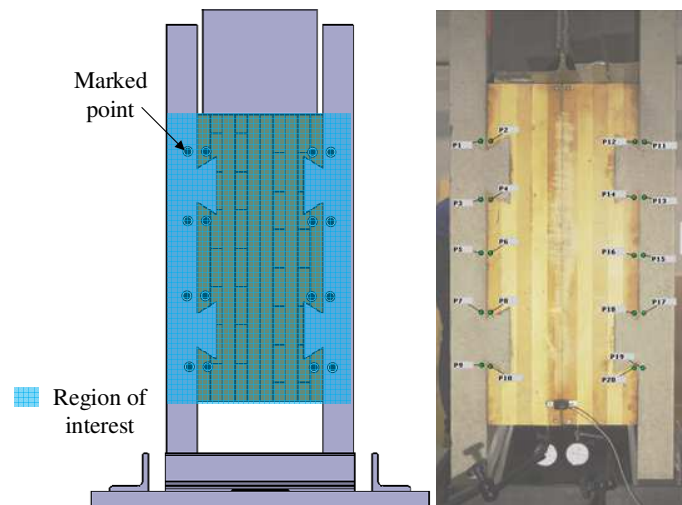 Marked
point
Region of
interest
P1
P2
P12
P11
P3
P4
P14
P13
P5
P6
P16
P15
P7
P8
P18
P17
P9
P10
P19
P20